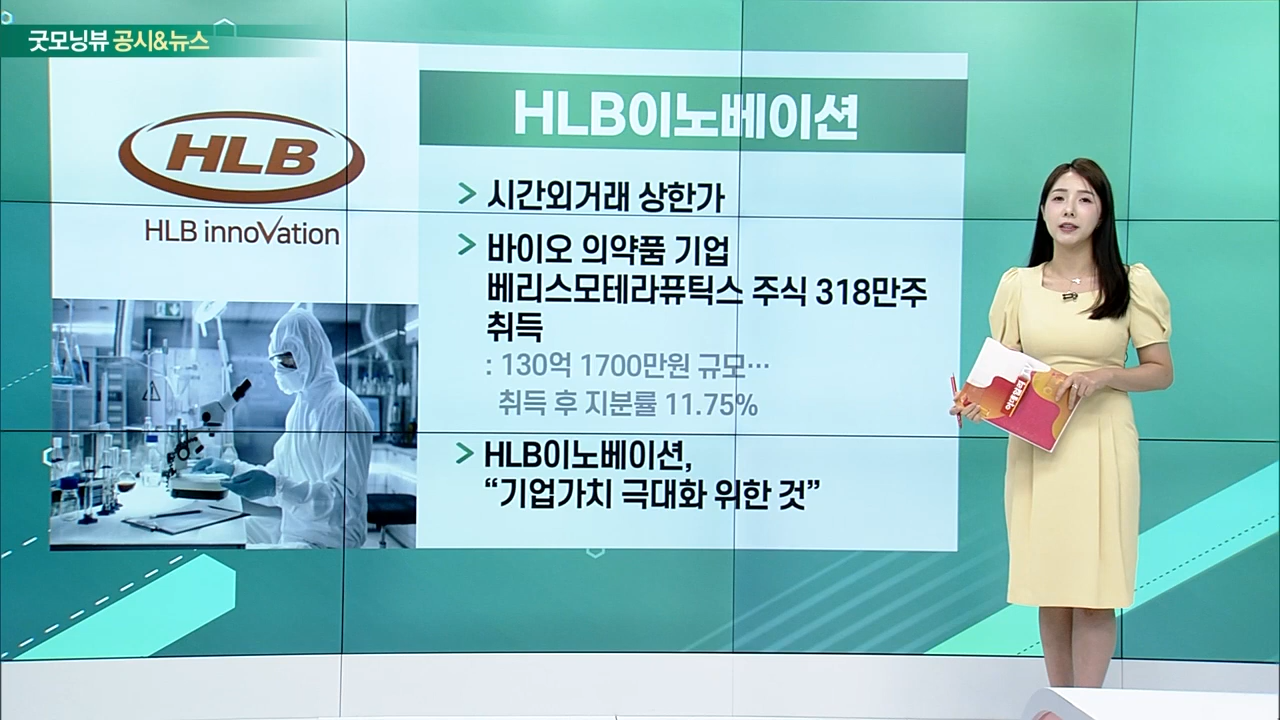 굿모닝뷰 공시&뉴스
HLB
HLB innoVation
HLB이노베이션
시간외거래 상한가
바이오 의약품 기업
베리스모테라퓨틱스 주식 318만주
취득
: 130억 1700만원 규모…
취득 후 지분률 11.75%
HLB이노베이션,
“기업가치 극대화 위한 것”
이데일리